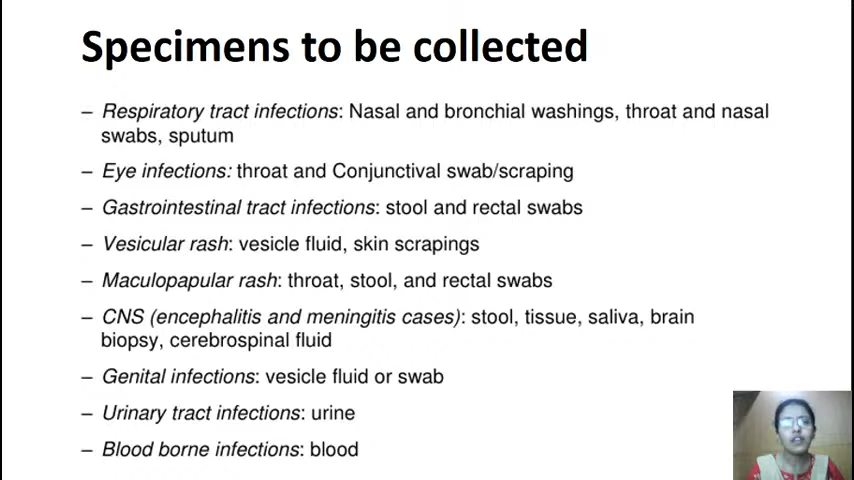 Specimens to be collected
– Respiratory tract infections: Nasal and bronchial washings, throat and nasal
swabs, sputum
– Eye infections: throat and Conjunctival swab/scraping
– Gastrointestinal tract infections: stool and rectal swabs
– Vesicular rash: vesicle fluid, skin scrapings
– Maculopapular rash: throat, stool, and rectal swabs
– CNS (encephalitis and meningitis cases): stool, tissue, saliva, brain
biopsy, cerebrospinal fluid
– Genital infections: vesicle fluid or swab
– Urinary tract infections: urine
– Blood borne infections: blood